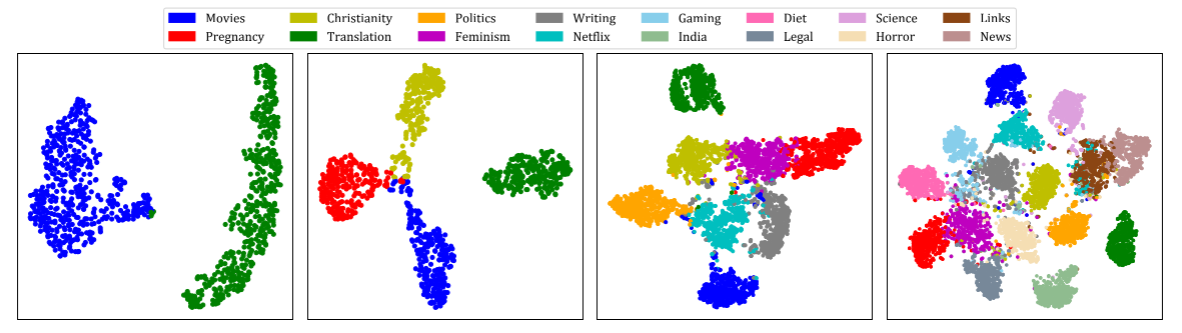 Movies Christianity Politics Writing Gaming Diet Science Links
Pregnancy Translation Feminism Netflix India Legal Horror News